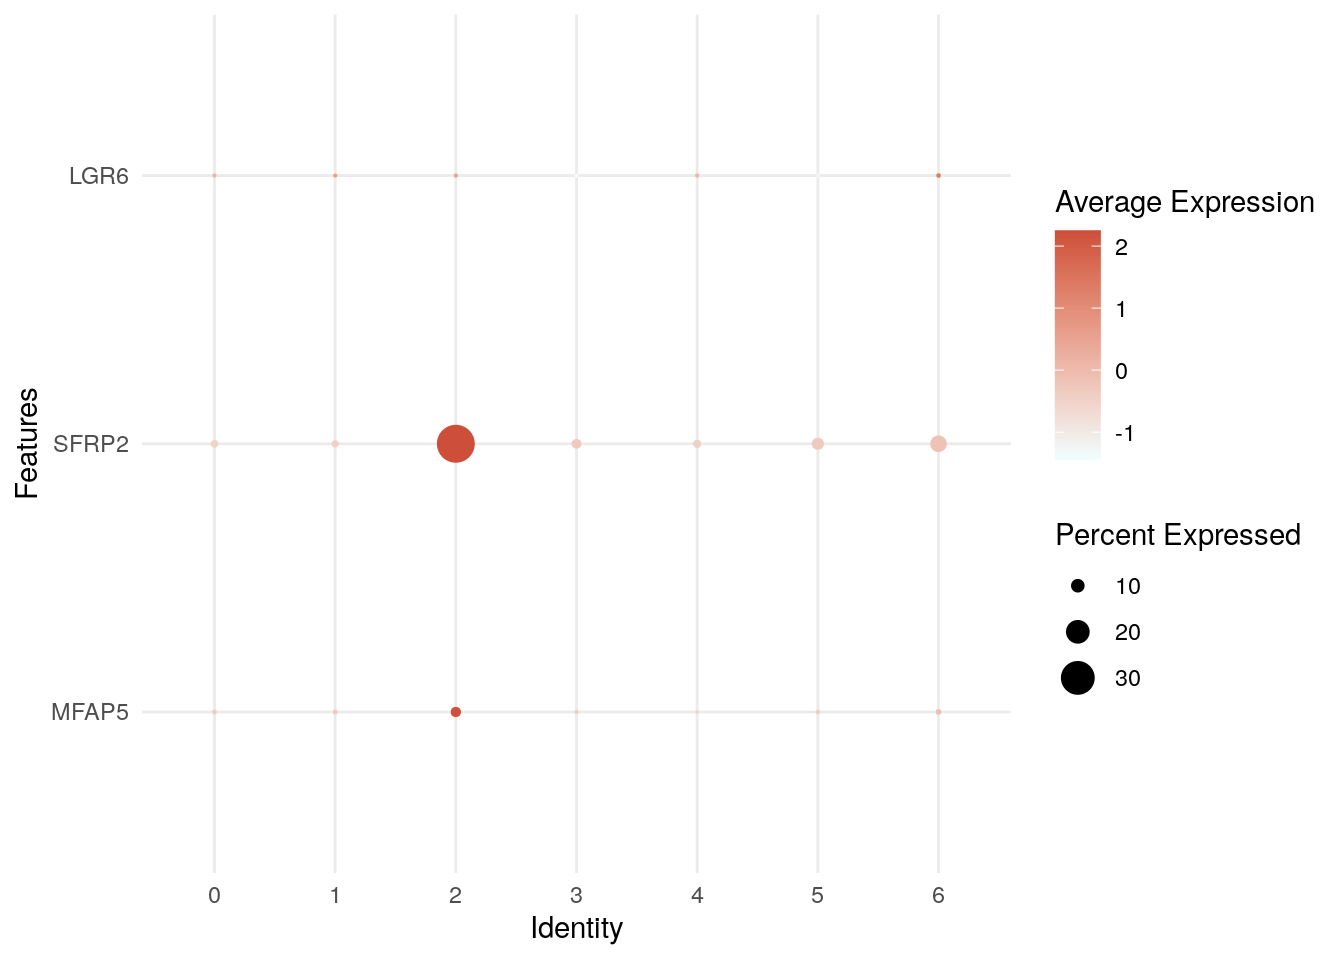 LGR6
SFRP2
MFAP5
Features
0 1 2 3 4 5 6
Identity
Average Expression
2
1
0
-1
Percent Expressed
10
20
30